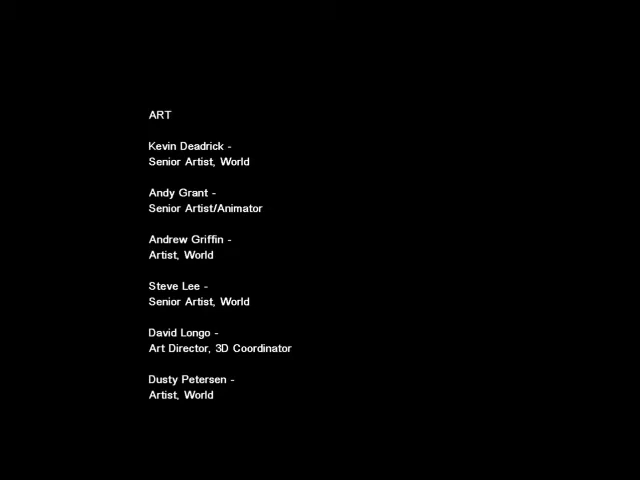 ART
Kevin Deadrick -
Senior Artist, World
Andy Grant -
Senior Artist/Animator
Andrew Griffin -
Artist, World
Steve Lee -
Senior Artist, World
David Longo -
Art Director, 3D Coordinator
Dusty Petersen -
Artist, World